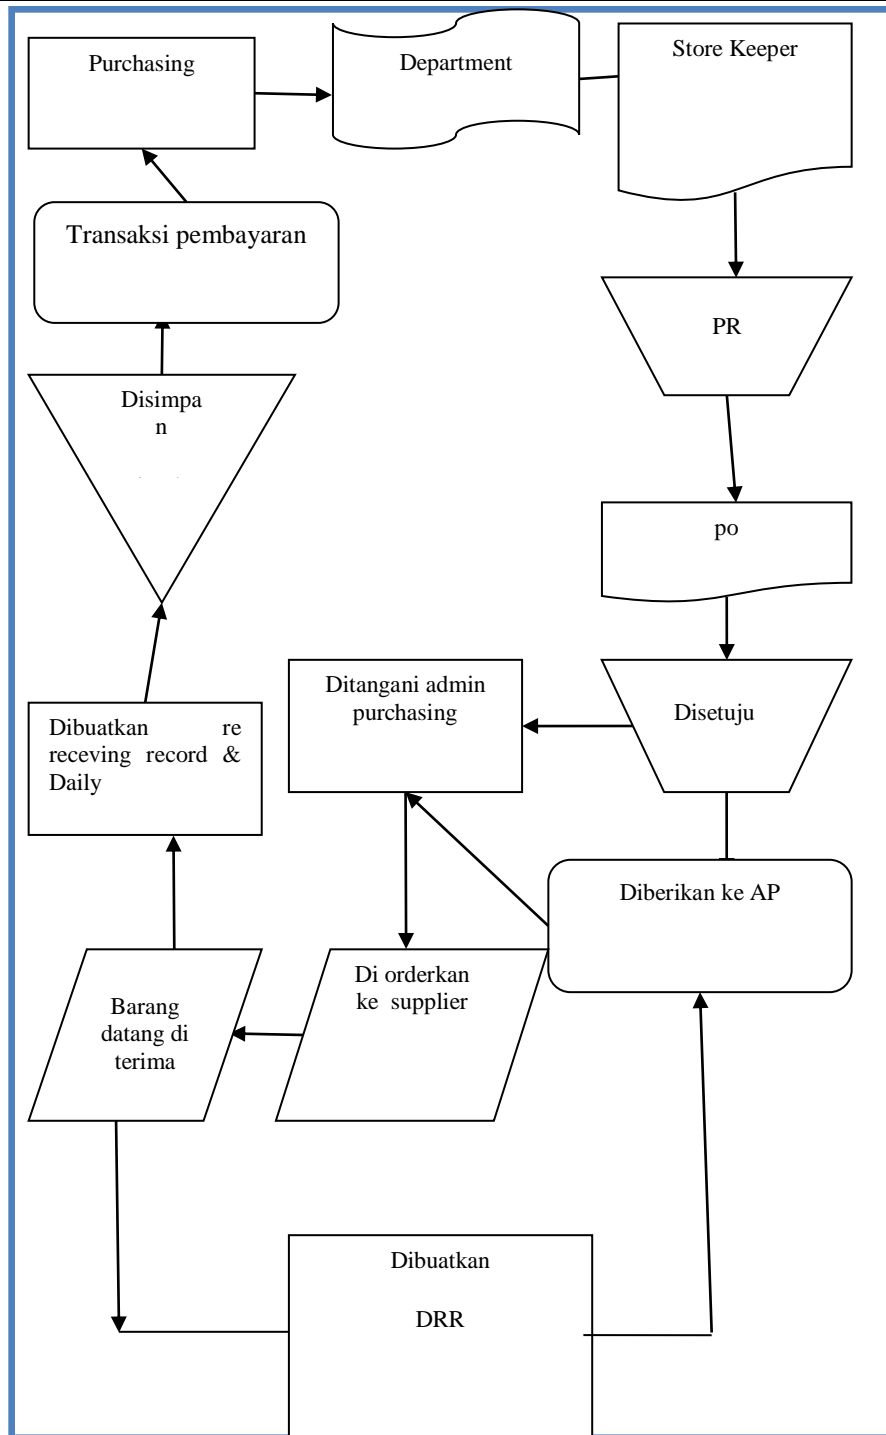 Purchasing
Department
Store Keeper
Transaksi pembayaran
PR
Disimpa
n
po
Ditangani admin
purchasing
Disetuju
Dibuatkan re
receving record &
Daily
Diberikan ke AP
Di orderkan
ke supplier
Barang
datang di
terima
Dibuatkan
DRR